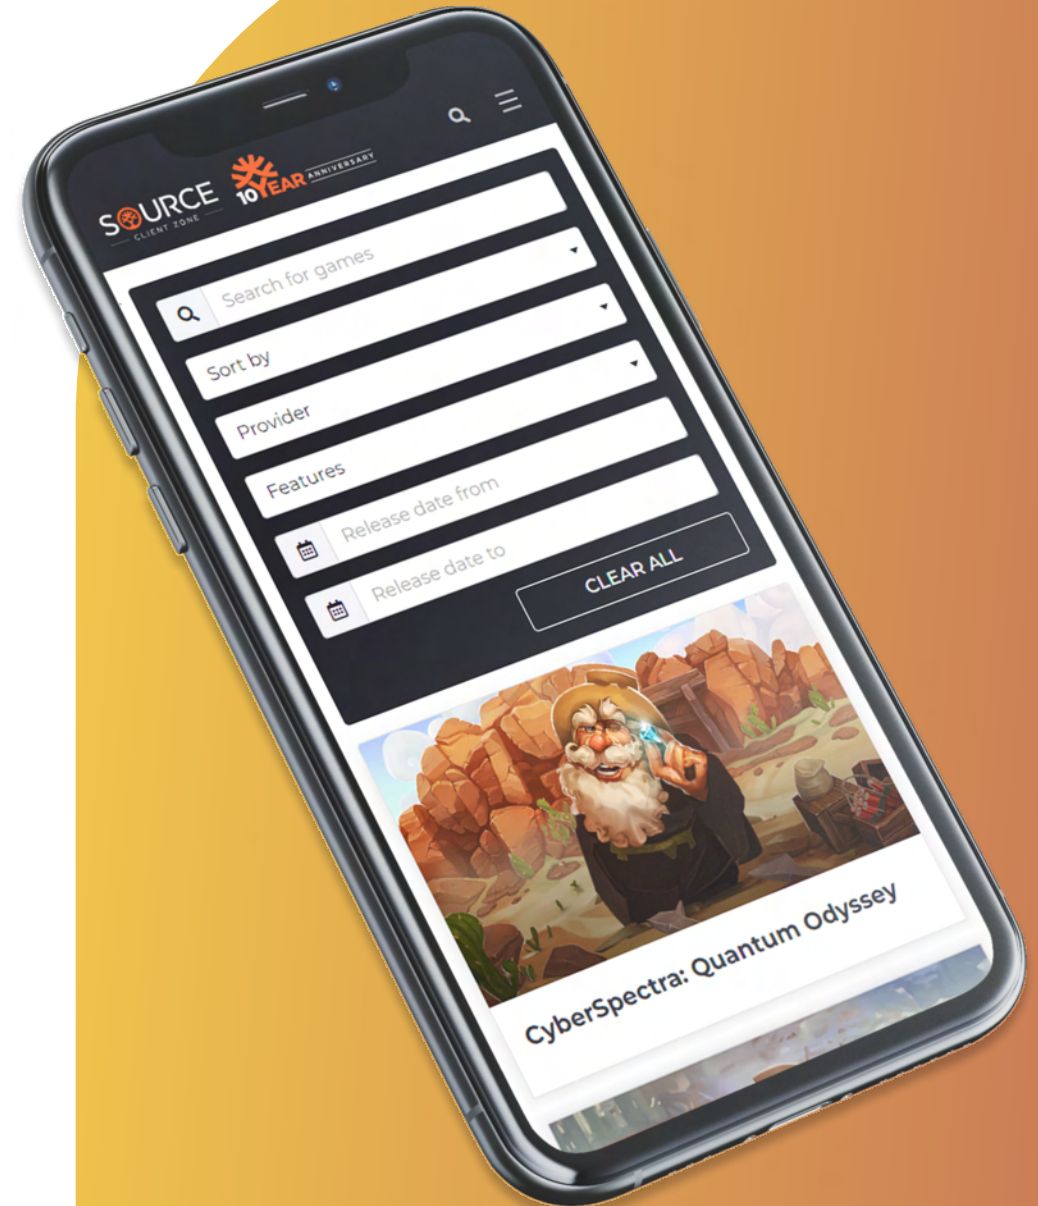 SOURCE
CLIENT ZONE
10 YEAR ANNIVERSARY
Search for games
Sort by
Provider
Features
Release date from
Release date to
CLEAR ALL
CyberSpectra: Quantum Odyssey